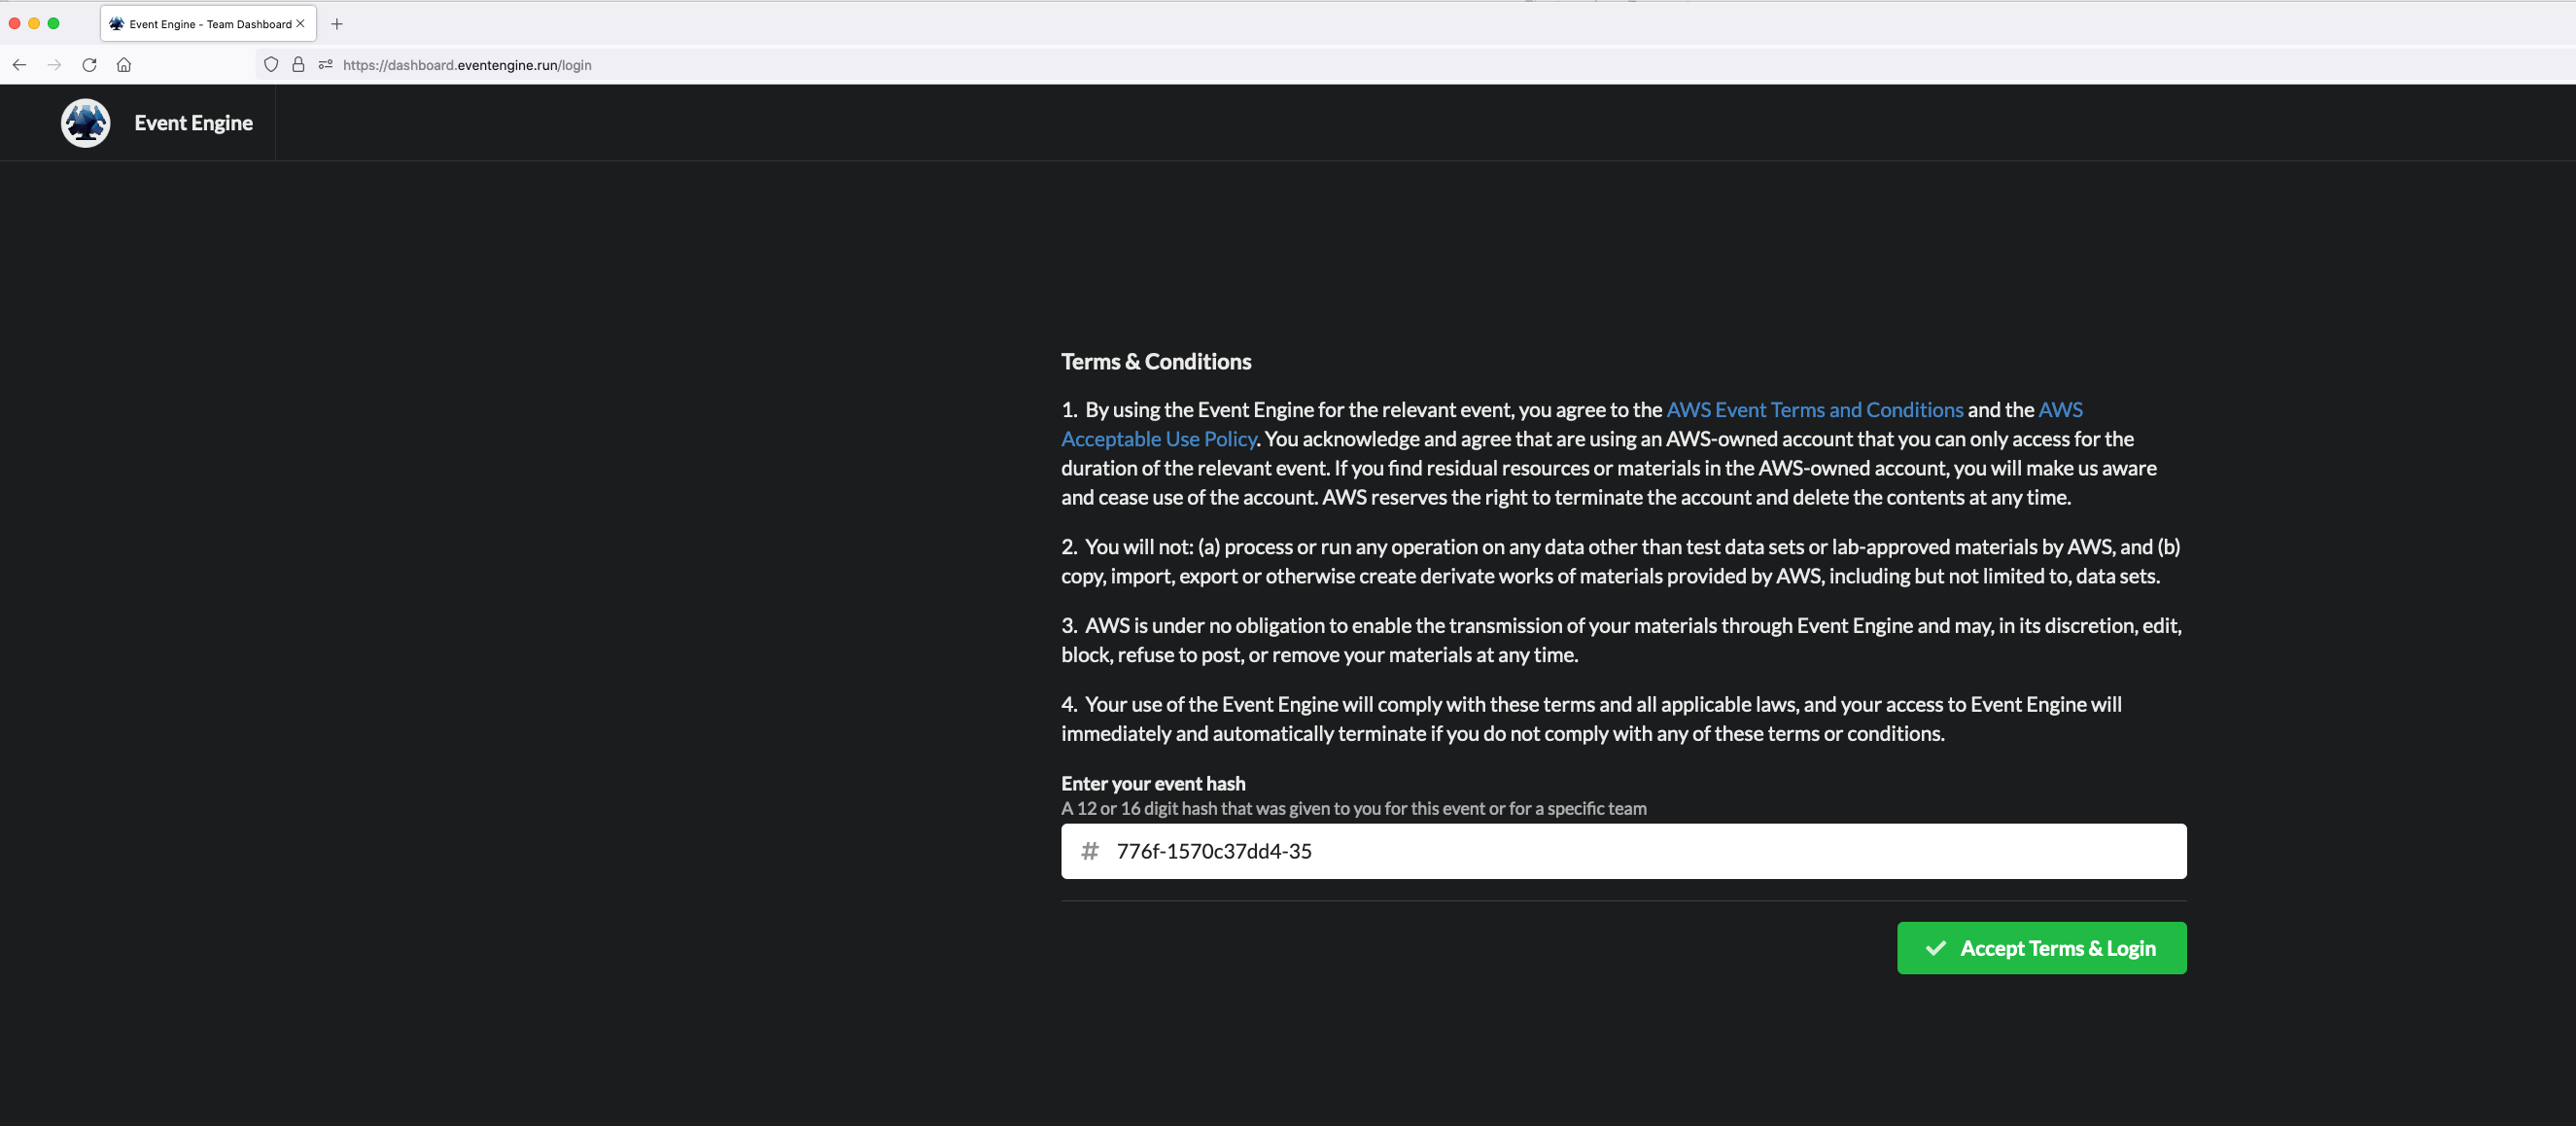 Event Engine - Team Dashboard
https://dashboard.eventengine.run/login
Event Engine
Terms & Conditions
1. By using the Event Engine for the relevant event, you agree to the AWS Event Terms and Conditions and the AWS
Acceptable Use Policy. You acknowledge and agree that are using an AWS-owned account that you can only access for the
duration of the relevant event. If you find residual resources or materials in the AWS-owned account, you will make us aware
and cease use of the account. AWS reserves the right to terminate the account and delete the contents at any time.
2. You will not: (a) process or run any operation on any data other than test data sets or lab-approved materials by AWS, and (b)
copy, import, export or otherwise create derivate works of materials provided by AWS, including but not limited to, data sets.
3. AWS is under no obligation to enable the transmission of your materials through Event Engine and may, in its discretion, edit,
block, refuse to post, or remove your materials at any time.
4. Your use of the Event Engine will comply with these terms and all applicable laws, and your access to Event Engine will
immediately and automatically terminate if you do not comply with any of these terms or conditions.
Enter your event hash
A 12 or 16 digit hash that was given to you for this event or for a specific team
# 776f-1570c37dd4-35
Accept Terms & Login